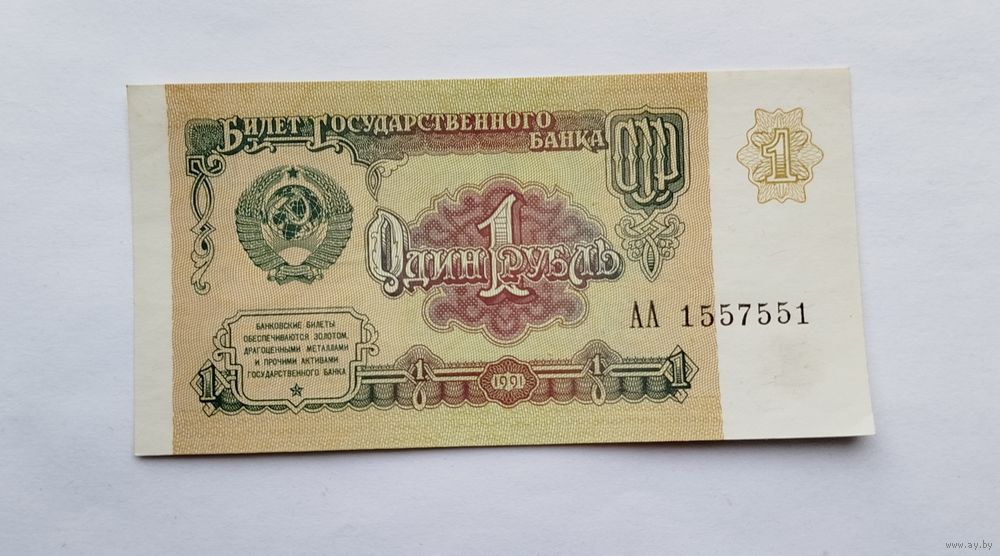 Билет Государственного
Банка
1
Один 1 рубль
АА 1557551
БАНКОВСКИЕ БИЛЕТЫ
ОБЕСПЕЧИВАЮТСЯ ЗОЛОТОМ,
ДРАГОЦЕННЫМИ МЕТАЛЛАМИ
И ПРОЧИМИ АКТИВАМИ
ГОСУДАРСТВЕННОГО БАНКА
1 1 1991 1 1
www.ay.by